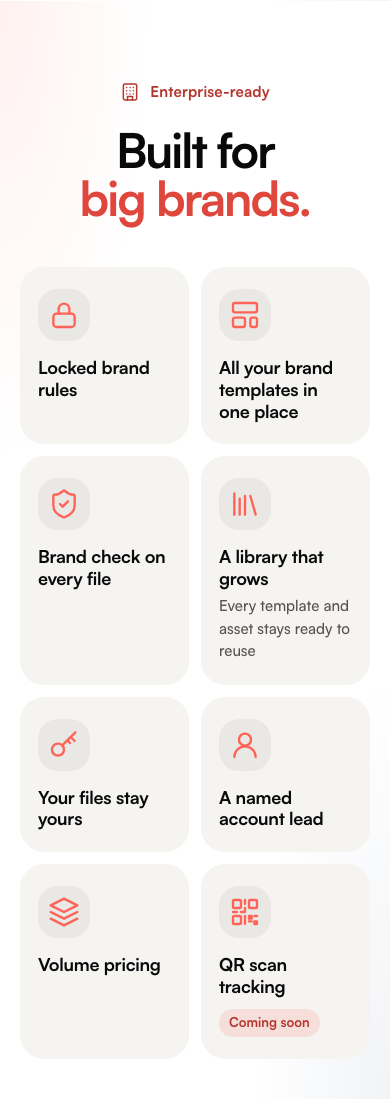 Enterprise-ready
Built for
big brands.
Locked brand
rules
All your brand
templates in
one place
Brand check on
every file
A library that
grows
Every template and
asset stays ready to
reuse
Your files stay
yours
A named
account lead
Volume pricing
QR scan
tracking
Coming soon